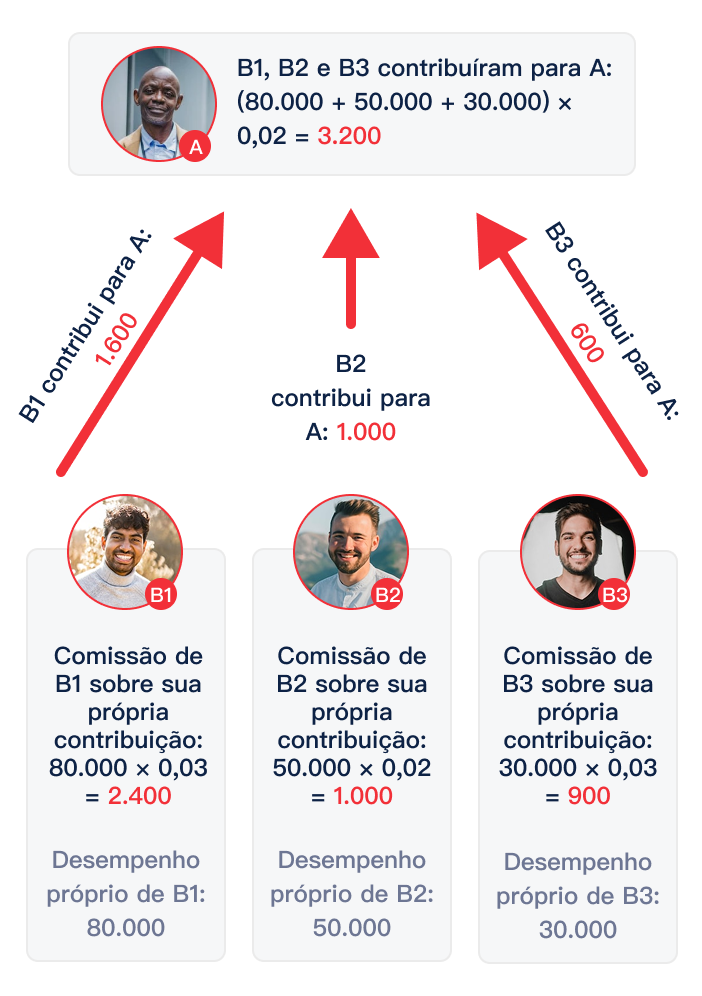 B1, B2 e B3 contribuíram para A:
(80.000 + 50.000 + 30.000) ×
0,02 = 3.200
A
B1 contribui para A:
1.600
B2
contribui para
A: 1.000
B3 contribui para A:
600
B1
Comissão de
B1 sobre sua
própria
contribuição:
80.000 × 0,03
= 2.400
Desempenho
próprio de B1:
80.000
B2
Comissão de
B2 sobre sua
própria
contribuição:
50.000 × 0,02
= 1.000
Desempenho
próprio de B2:
50.000
B3
Comissão de
B3 sobre sua
própria
contribuição:
30.000 × 0,03
= 900
Desempenho
próprio de B3:
30.000